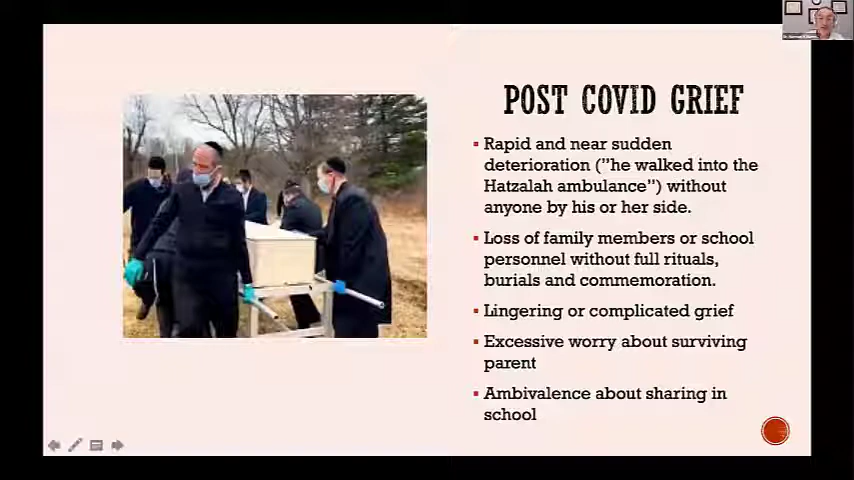 POST COVID GRIEF
▪ Rapid and near sudden
deterioration ("he walked into the
Hatzalah ambulance") without
anyone by his or her side.
▪ Loss of family members or school
personnel without full rituals,
burials and commemoration.
▪ Lingering or complicated grief
▪ Excessive worry about surviving
parent
▪ Ambivalence about sharing in
school